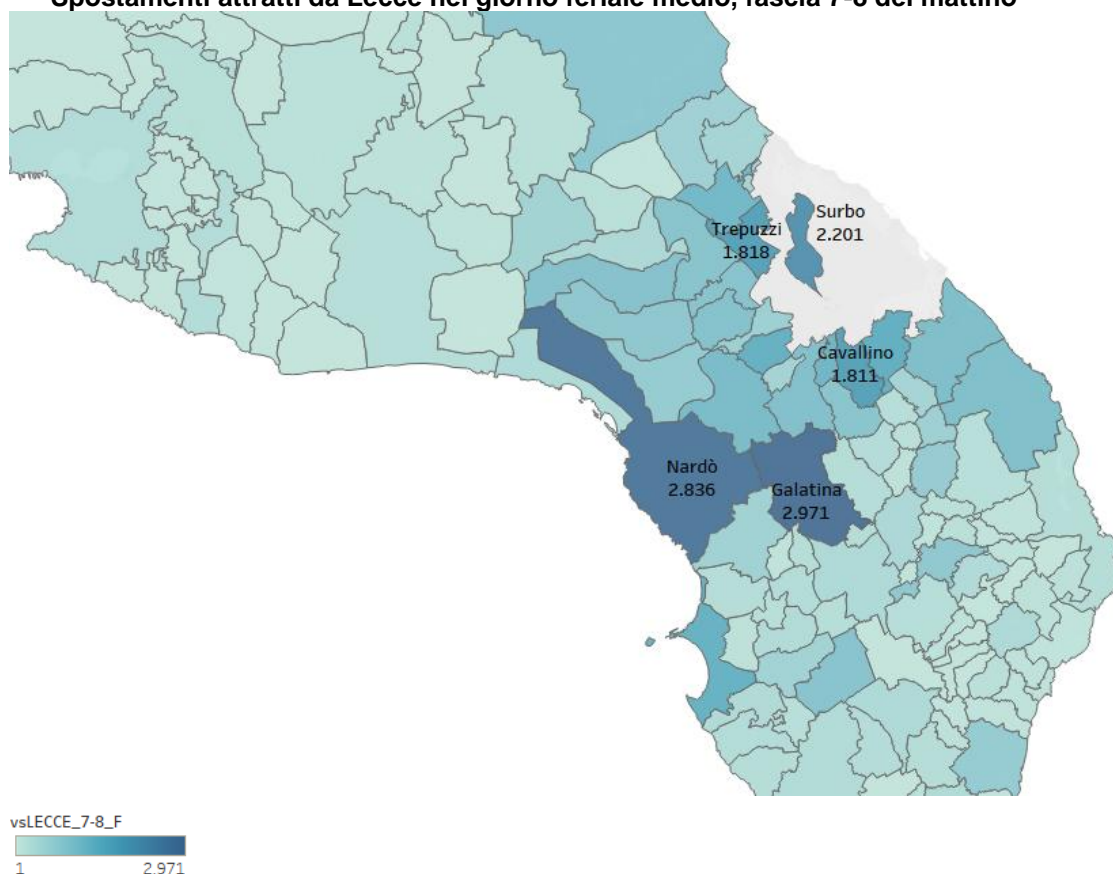 Spostamenti attratti da Lecce nel giorno feriale medio, fascia 7-8 del mattino
Surbo
2.201
Trepuzzi
1.818
Cavallino
1.811
Nardò
2.836
Galatina
2.971
vsLECCE_7-8_F
1 2.971